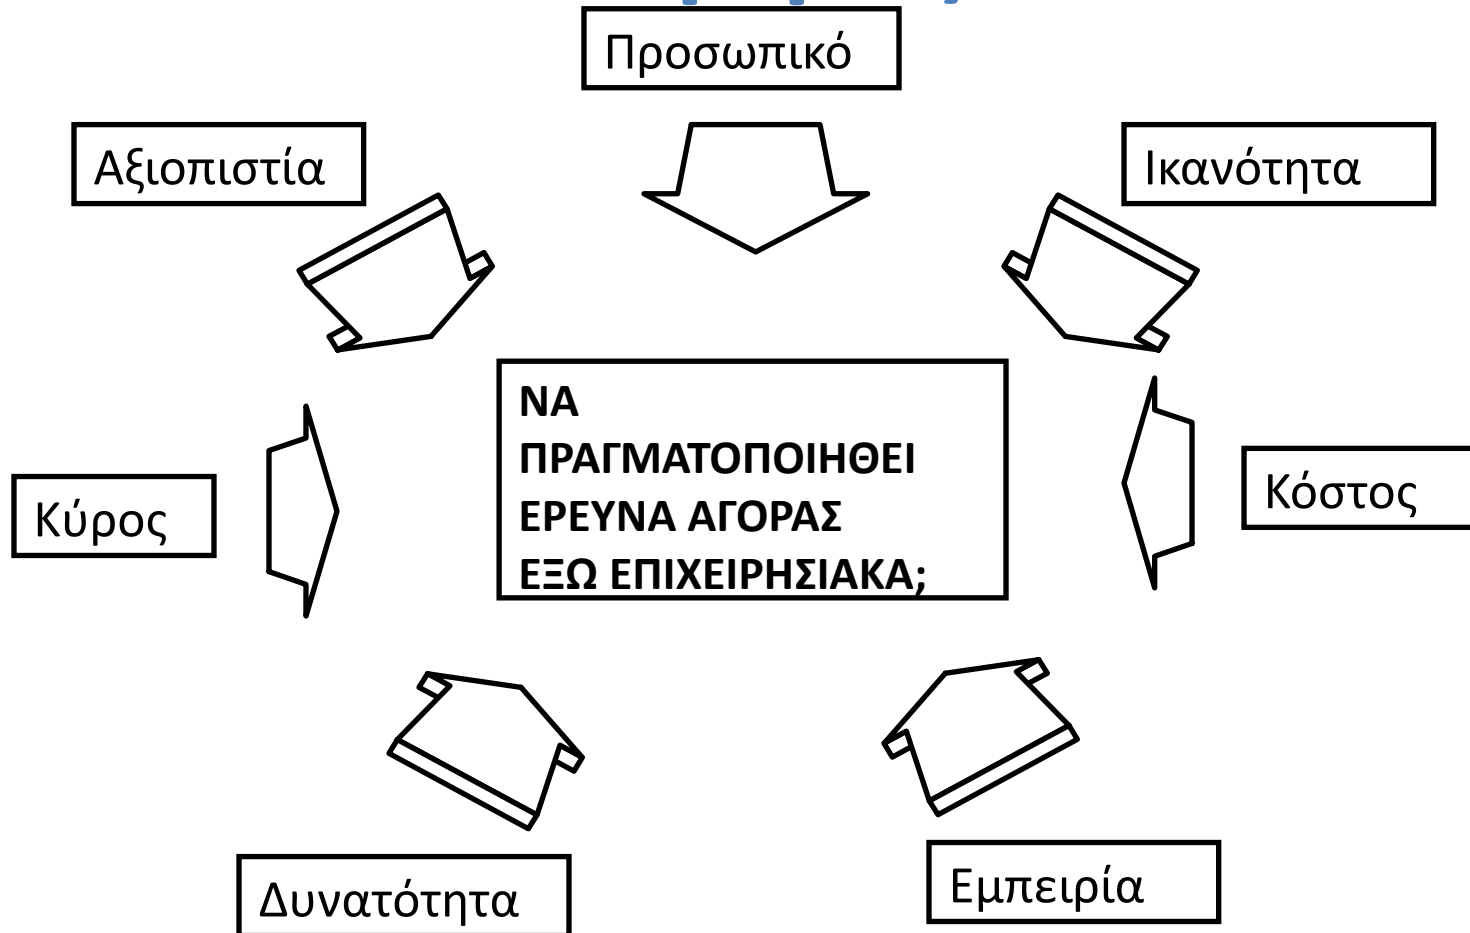 Προσωπικό
Αξιοπιστία
Ικανότητα
ΝΑ
ΠΡΑΓΜΑΤΟΠΟΙΗΘΕΙ
ΕΡΕΥΝΑ ΑΓΟΡΑΣ
ΕΞΩ ΕΠΙΧΕΙΡΗΣΙΑΚΑ;
Κύρος
Κόστος
Δυνατότητα
Εμπειρία